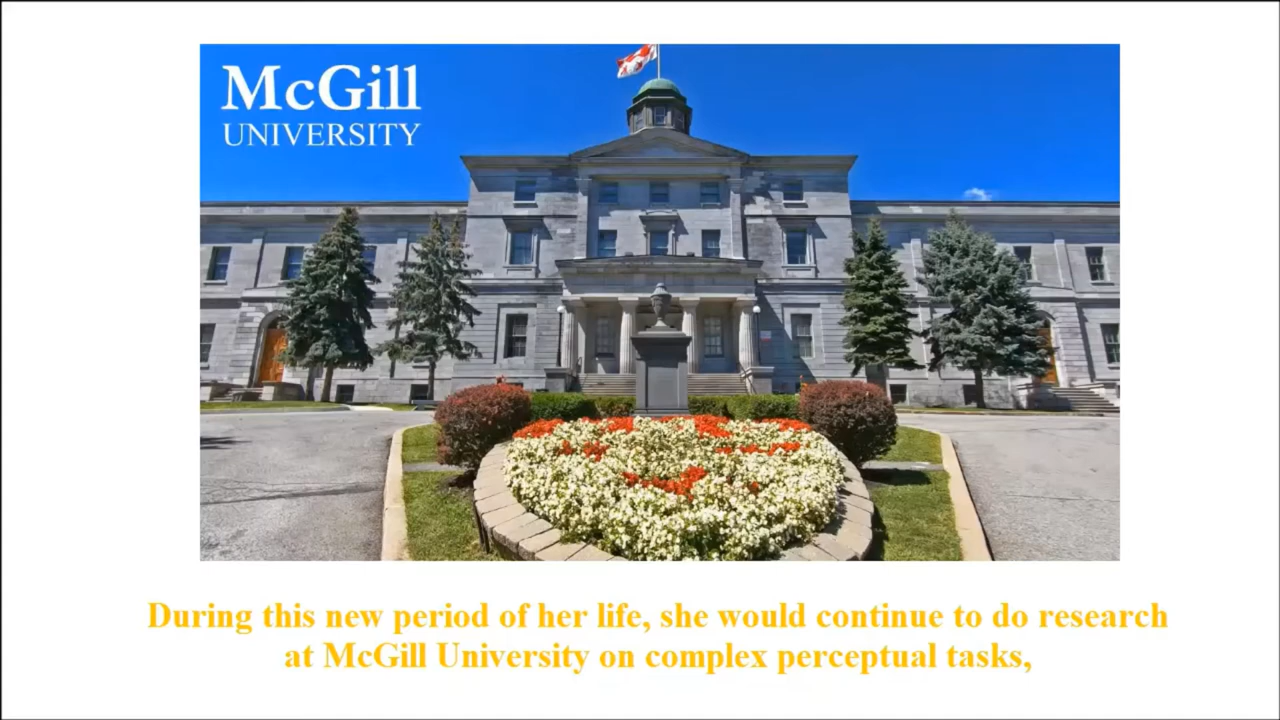 McGill
UNIVERSITY
During this new period of her life, she would continue to do research
at McGill University on complex perceptual tasks,